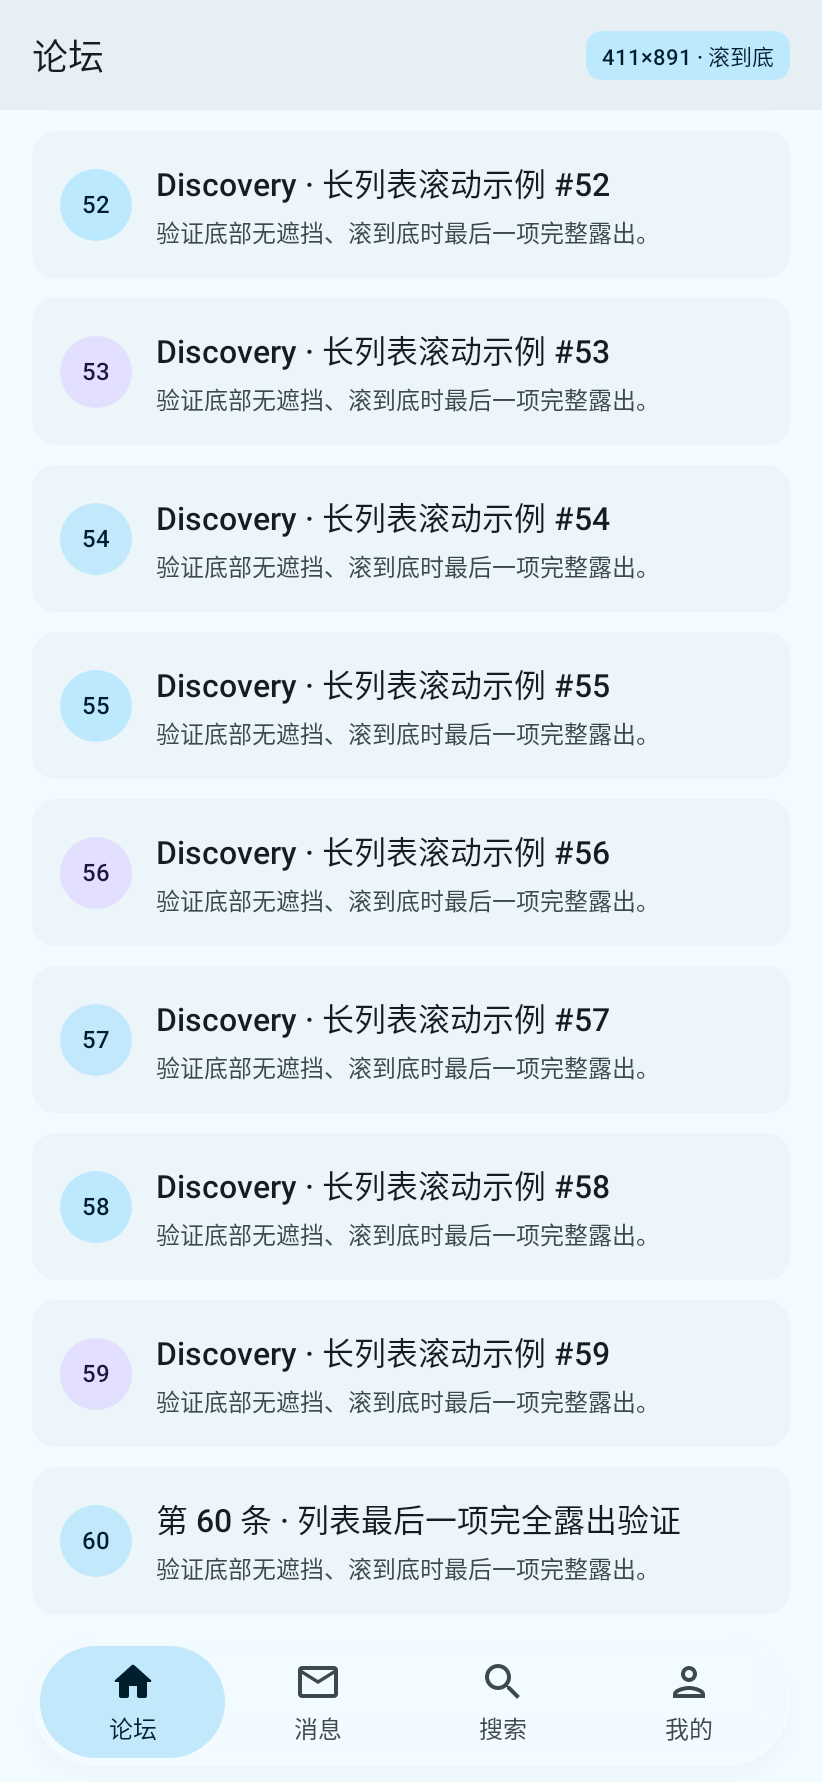 论坛
411×891 · 滚到底
52
Discovery · 长列表滚动示例 #52
验证底部无遮挡、滚到底时最后一项完整露出。
53
Discovery · 长列表滚动示例 #53
验证底部无遮挡、滚到底时最后一项完整露出。
54
Discovery · 长列表滚动示例 #54
验证底部无遮挡、滚到底时最后一项完整露出。
55
Discovery · 长列表滚动示例 #55
验证底部无遮挡、滚到底时最后一项完整露出。
56
Discovery · 长列表滚动示例 #56
验证底部无遮挡、滚到底时最后一项完整露出。
57
Discovery · 长列表滚动示例 #57
验证底部无遮挡、滚到底时最后一项完整露出。
58
Discovery · 长列表滚动示例 #58
验证底部无遮挡、滚到底时最后一项完整露出。
59
Discovery · 长列表滚动示例 #59
验证底部无遮挡、滚到底时最后一项完整露出。
60
第 60 条 · 列表最后一项完全露出验证
验证底部无遮挡、滚到底时最后一项完整露出。
论坛
消息
搜索
我的